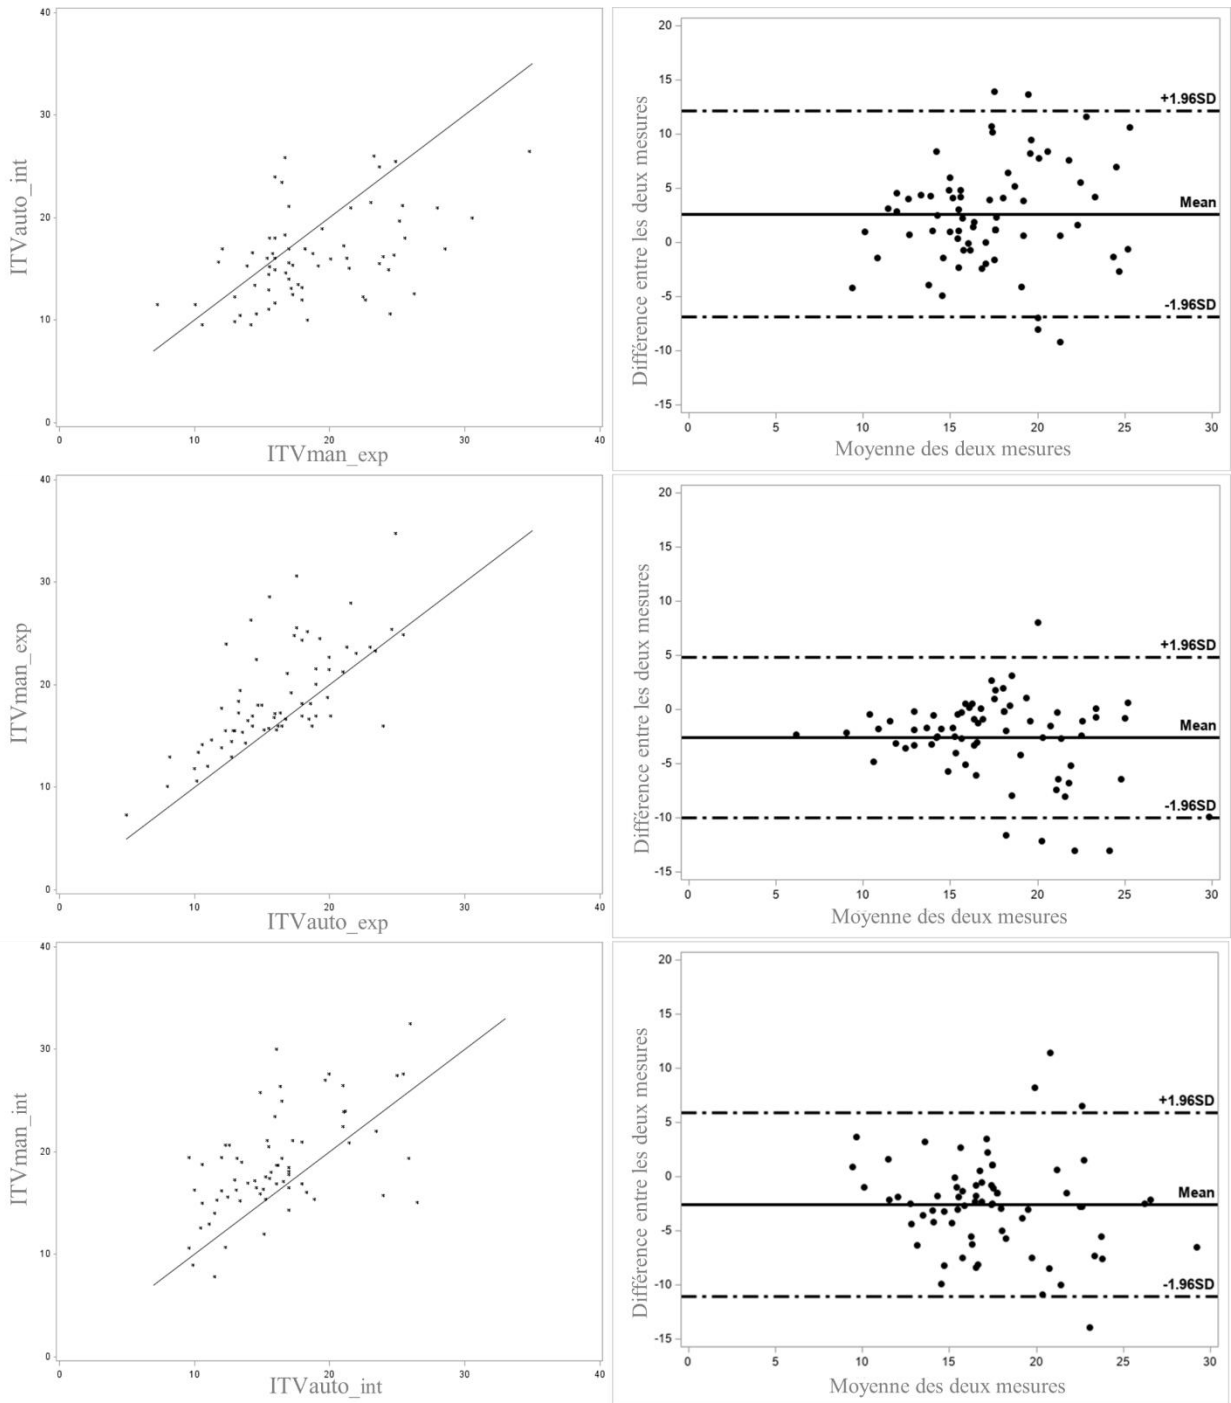 40
30
20
10
0
ITVauto_int
0 10 20 30 40
ITVman_exp
20
15
10
5
0
-5
-10
-15
Différence entre les deux mesures
+1.96SD
Mean
-1.96SD
0 5 10 15 20 25 30
Moyenne des deux mesures
40
30
20
10
0
ITVman_exp
0 10 20 30 40
ITVauto_exp
20
15
10
5
0
-5
-10
-15
Différence entre les deux mesures
+1.96SD
Mean
-1.96SD
0 5 10 15 20 25 30
Moyenne des deux mesures
40
30
20
10
0
ITVman_int
0 10 20 30 40
ITVauto_int
20
15
10
5
0
-5
-10
-15
Différence entre les deux mesures
+1.96SD
Mean
-1.96SD
0 5 10 15 20 25 30
Moyenne des deux mesures